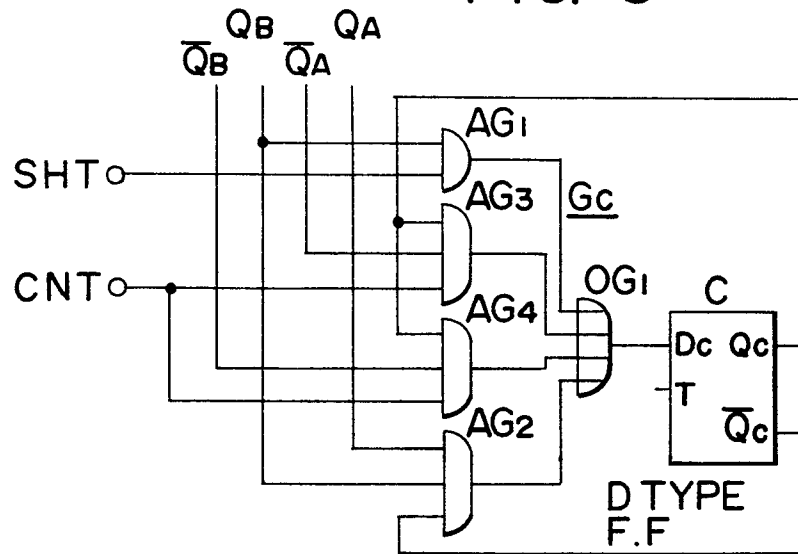 QB QA
Q̅B Q̅A
AG1
SHT
AG3
Gc
CNT
OG1
C
AG4
Dc Qc
T
Q̅c
AG2
D TYPE
F.F